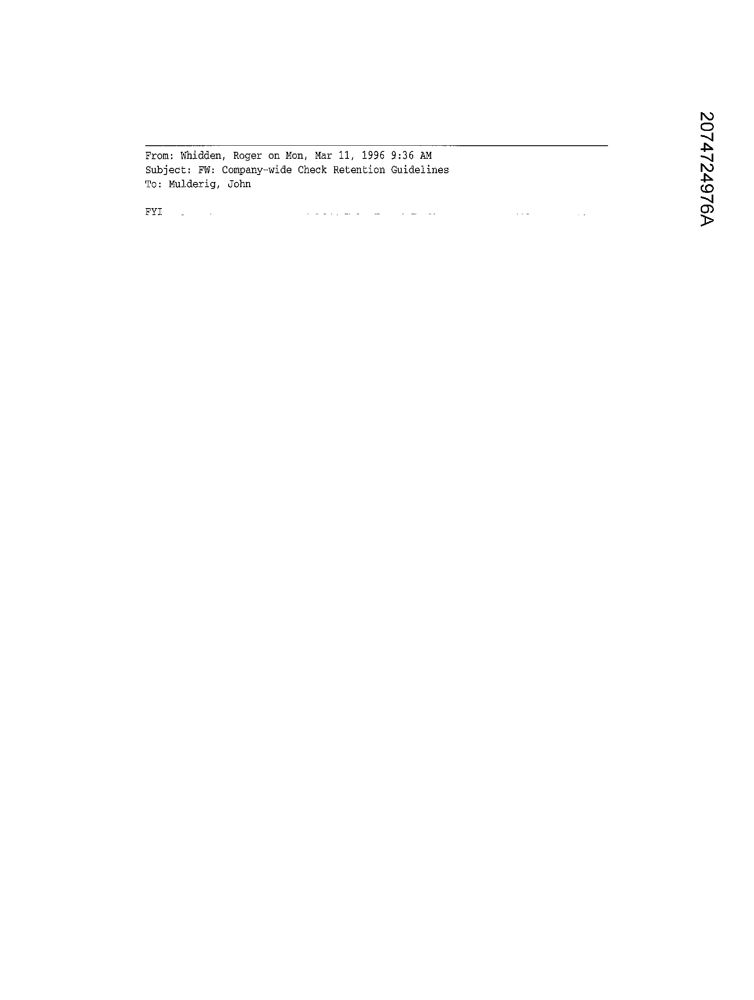 From: Whidden, Roger on Mon, Mar 11, 1996 9:36 AM
Subject: FW: Company-wide Check Retention Guidelines
To: Mulderig, John
FYI
2074724976A